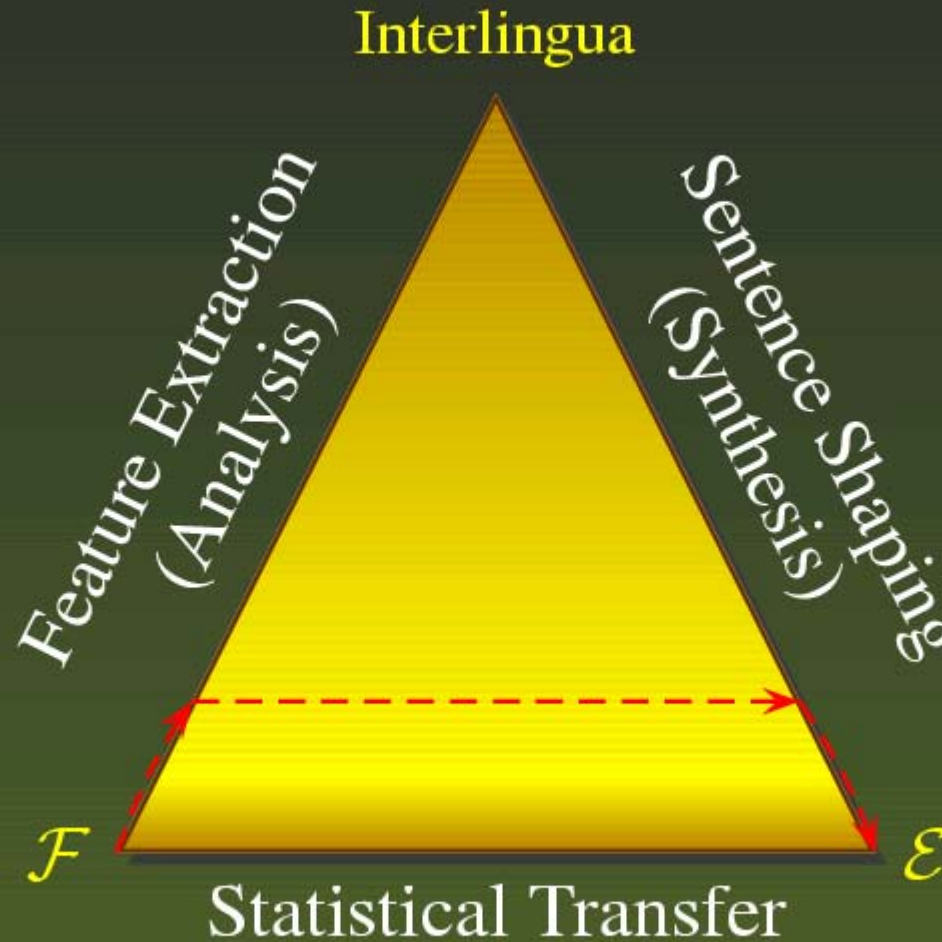 Interlingua
Feature Extraction
(Analysis)
Sentence Shaping
(Synthesis)
ℱ
ℰ
Statistical Transfer